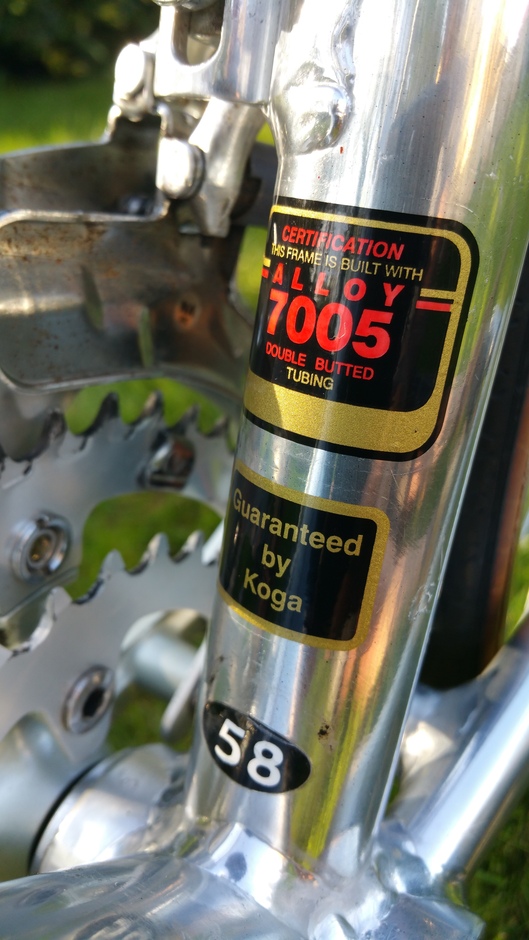 CERTIFICATION
THIS FRAME IS BUILT WITH
ALLOY
7005
DOUBLE BUTTED
TUBING
Guaranteed
by
Koga
58